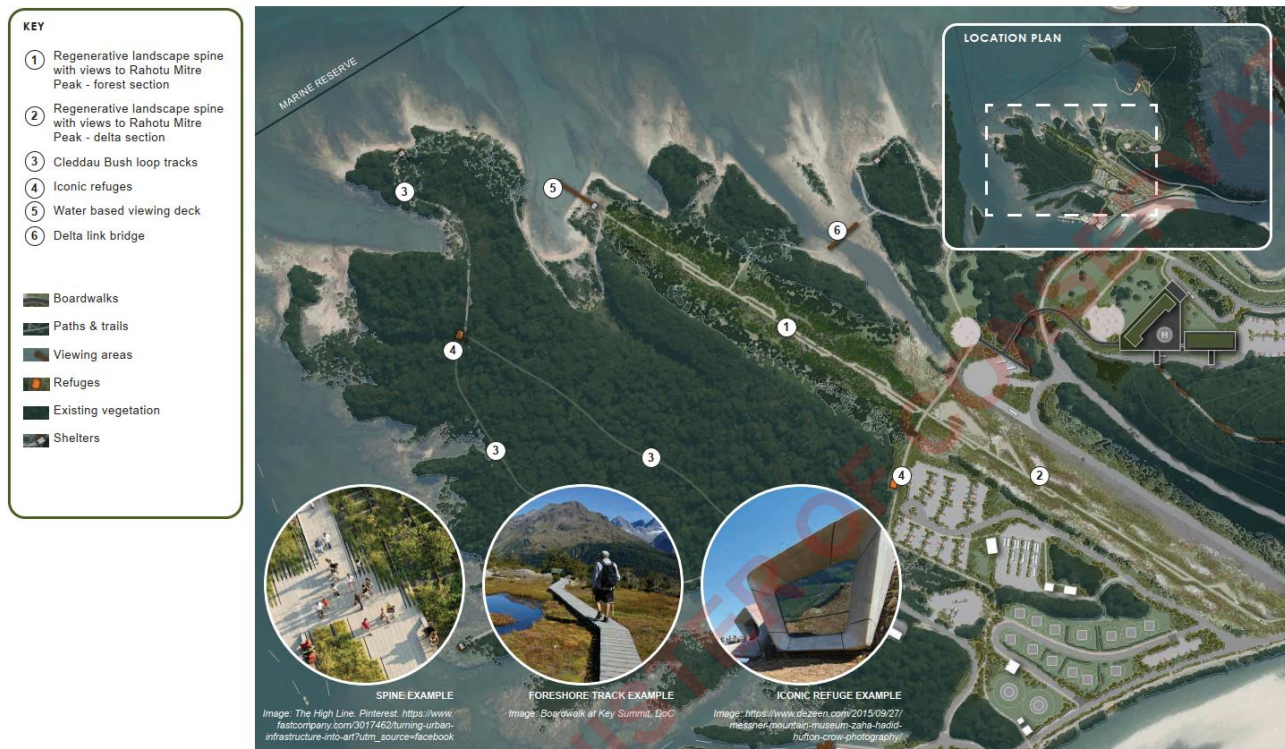 KEY
1
Regenerative landscape spine
with views to Rahotu Mitre
Peak - forest section
2
Regenerative landscape spine
with views to Rahotu Mitre
Peak - delta section
3
Cleddau Bush loop tracks
4
Iconic refuges
5
Water based viewing deck
6
Delta link bridge
Boardwalks
Paths & trails
Viewing areas
Refuges
Existing vegetation
Shelters
MARINE RESERVE
LOCATION PLAN
3
5
6
1
H
4
3
3
4
2
SPINE EXAMPLE
Image: The High Line. Pinterest. https://www.
fastcompany.com/3017462/turning-urban-
infrastructure-into-art?utm_source=facebook
FORESHORE TRACK EXAMPLE
Image: Boardwalk at Key Summit, DoC
ICONIC REFUGE EXAMPLE
Image: https://www.dezeen.com/2015/09/27/
messner-mountain-museum-zaha-hadid-
hufton-crow-photography/
ISTER OF CONSERVAT